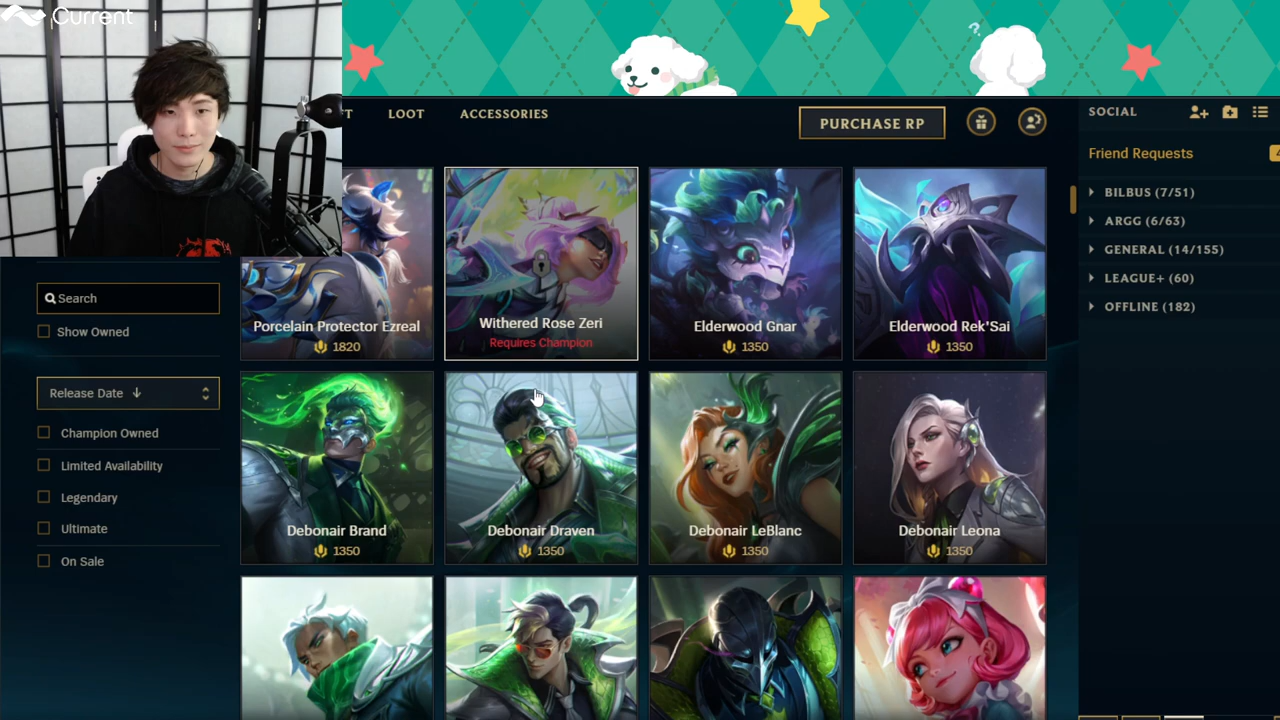 Current
LOOT
ACCESSORIES
PURCHASE RP
SOCIAL
Friend Requests
BILBUS (7/51)
ARGG (6/63)
GENERAL (14/155)
LEAGUE+ (60)
OFFLINE (182)
Search
Show Owned
Release Date
Champion Owned
Limited Availability
Legendary
Ultimate
On Sale
Porcelain Protector Ezreal
1820
Withered Rose Zeri
Requires Champion
Elderwood Gnar
1350
Elderwood Rek'Sai
1350
Debonair Brand
1350
Debonair Draven
1350
Debonair LeBlanc
1350
Debonair Leona
1350